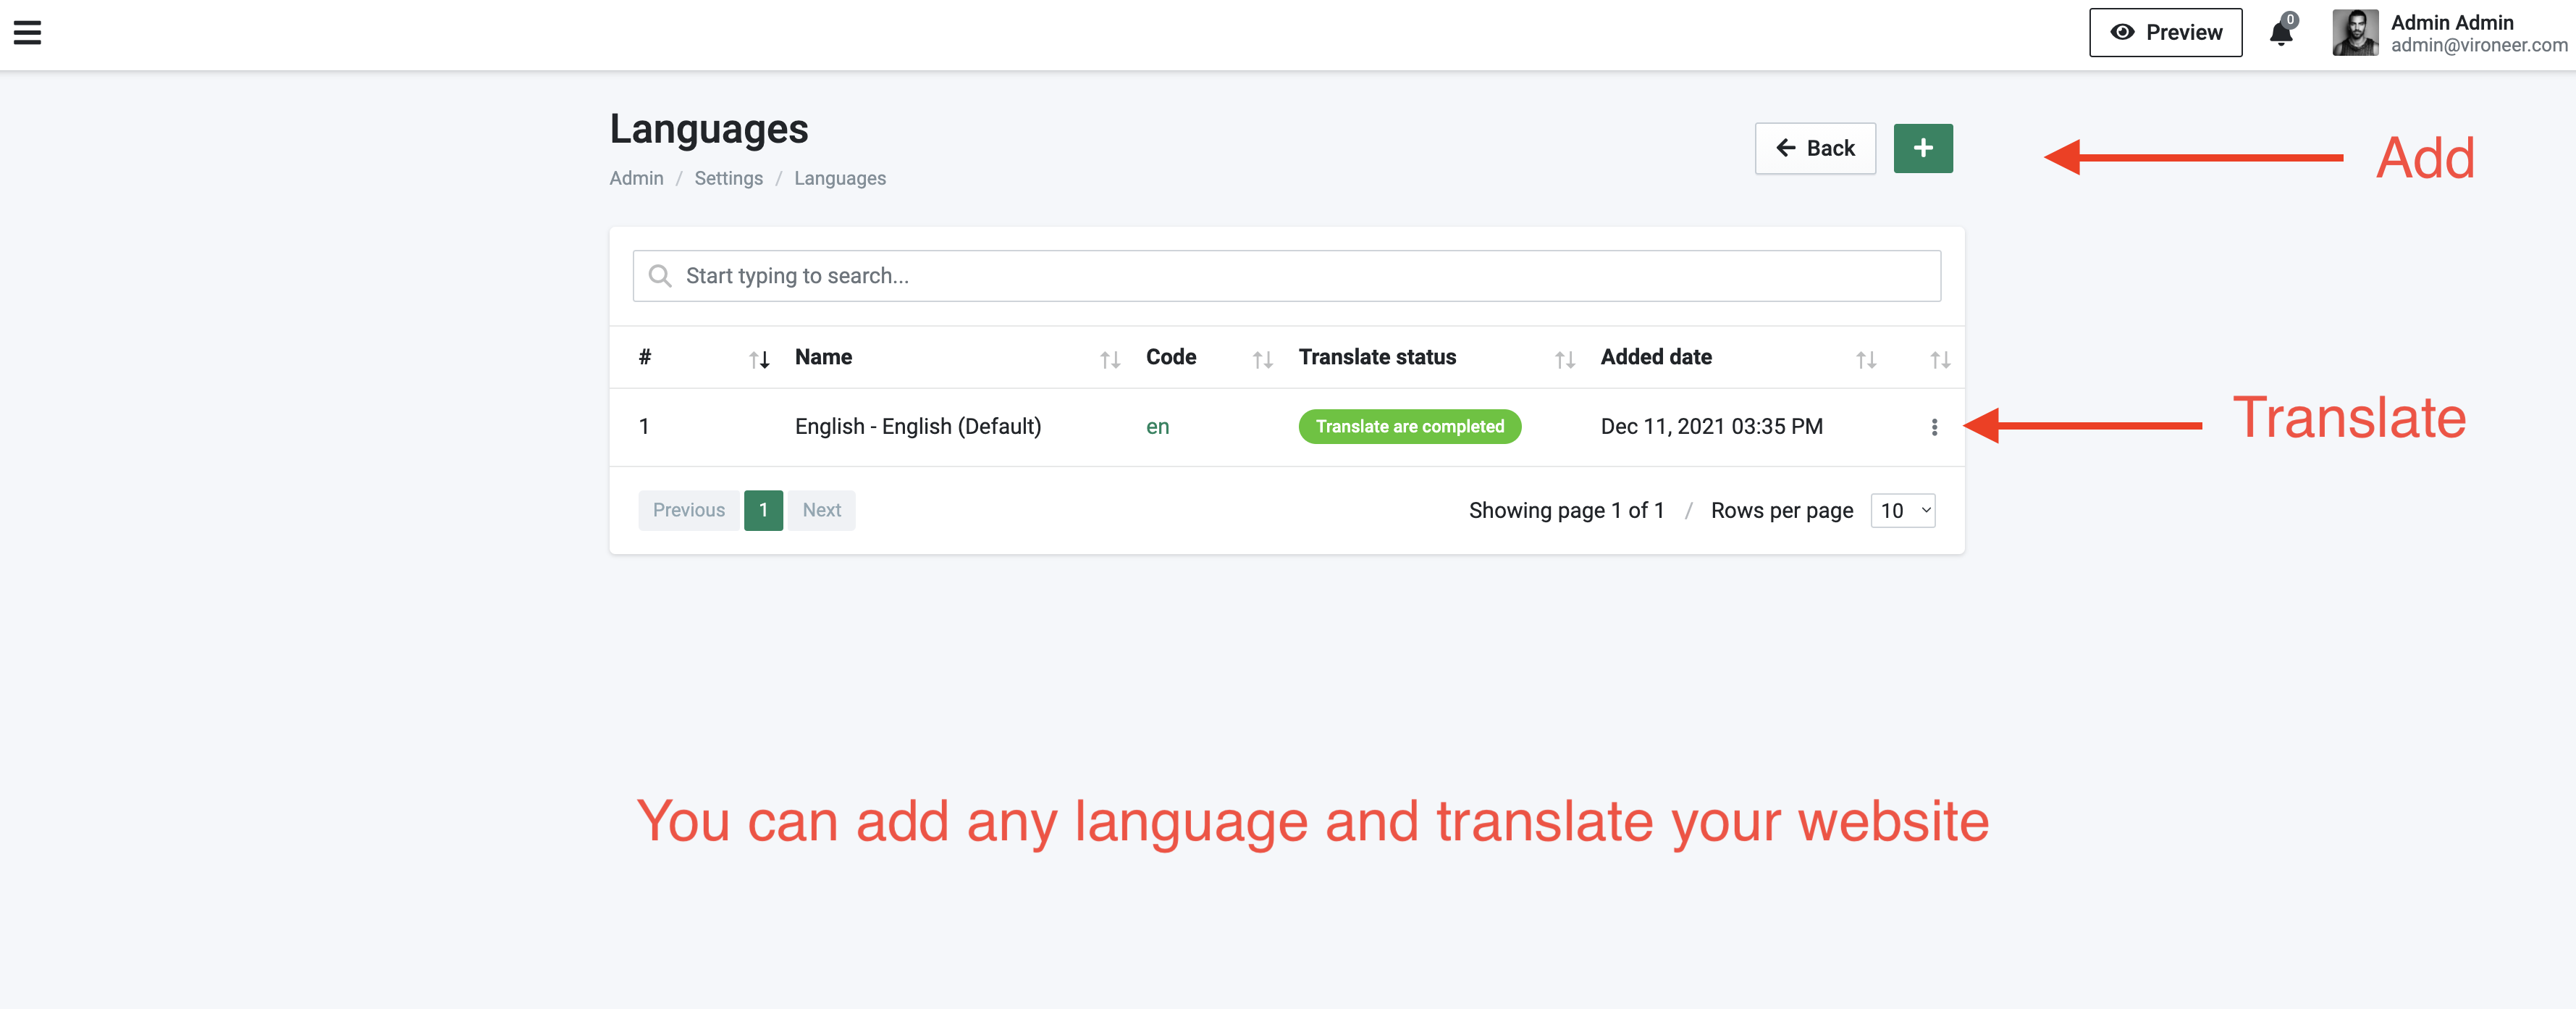 Preview
0
Admin Admin
admin@vironeer.com
Languages
Admin / Settings / Languages
Back
Add
Start typing to search...
# Name Code Translate status Added date
1 English - English (Default) en Translate are completed Dec 11, 2021 03:35 PM
Translate
Previous 1 Next
Showing page 1 of 1 / Rows per page 10
You can add any language and translate your website